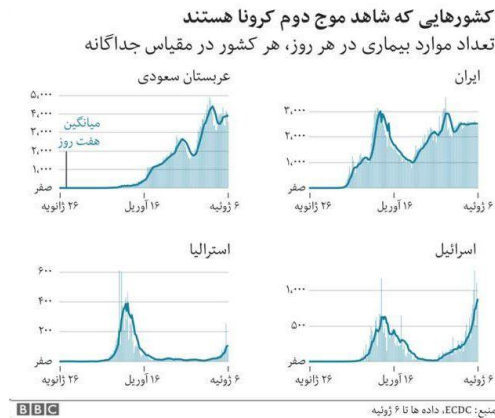 کشورهایی که شاهد موج دوم کرونا هستند
تعداد موارد بیماری در هر روز، هر کشور در مقیاس جداگانه
ایران
۳,۰۰۰
۲,۰۰۰
۱,۰۰۰
صفر
۲۶ ژانویه
۱۶ آوریل
۶ ژوئیه
عربستان سعودی
۵,۰۰۰
۴,۰۰۰
۳,۰۰۰
۲,۰۰۰
۱,۰۰۰
صفر
میانگین
هفت روز
۲۶ ژانویه
۱۶ آوریل
۶ ژوئیه
اسرائیل
۱,۰۰۰
۵۰۰
صفر
۲۶ ژانویه
۱۶ آوریل
۶ ژوئیه
استرالیا
۶۰۰
۴۰۰
۲۰۰
صفر
۲۶ ژانویه
۱۶ آوریل
۶ ژوئیه
منبع: ECDC، داده ها تا ۶ ژوئیه
BBC